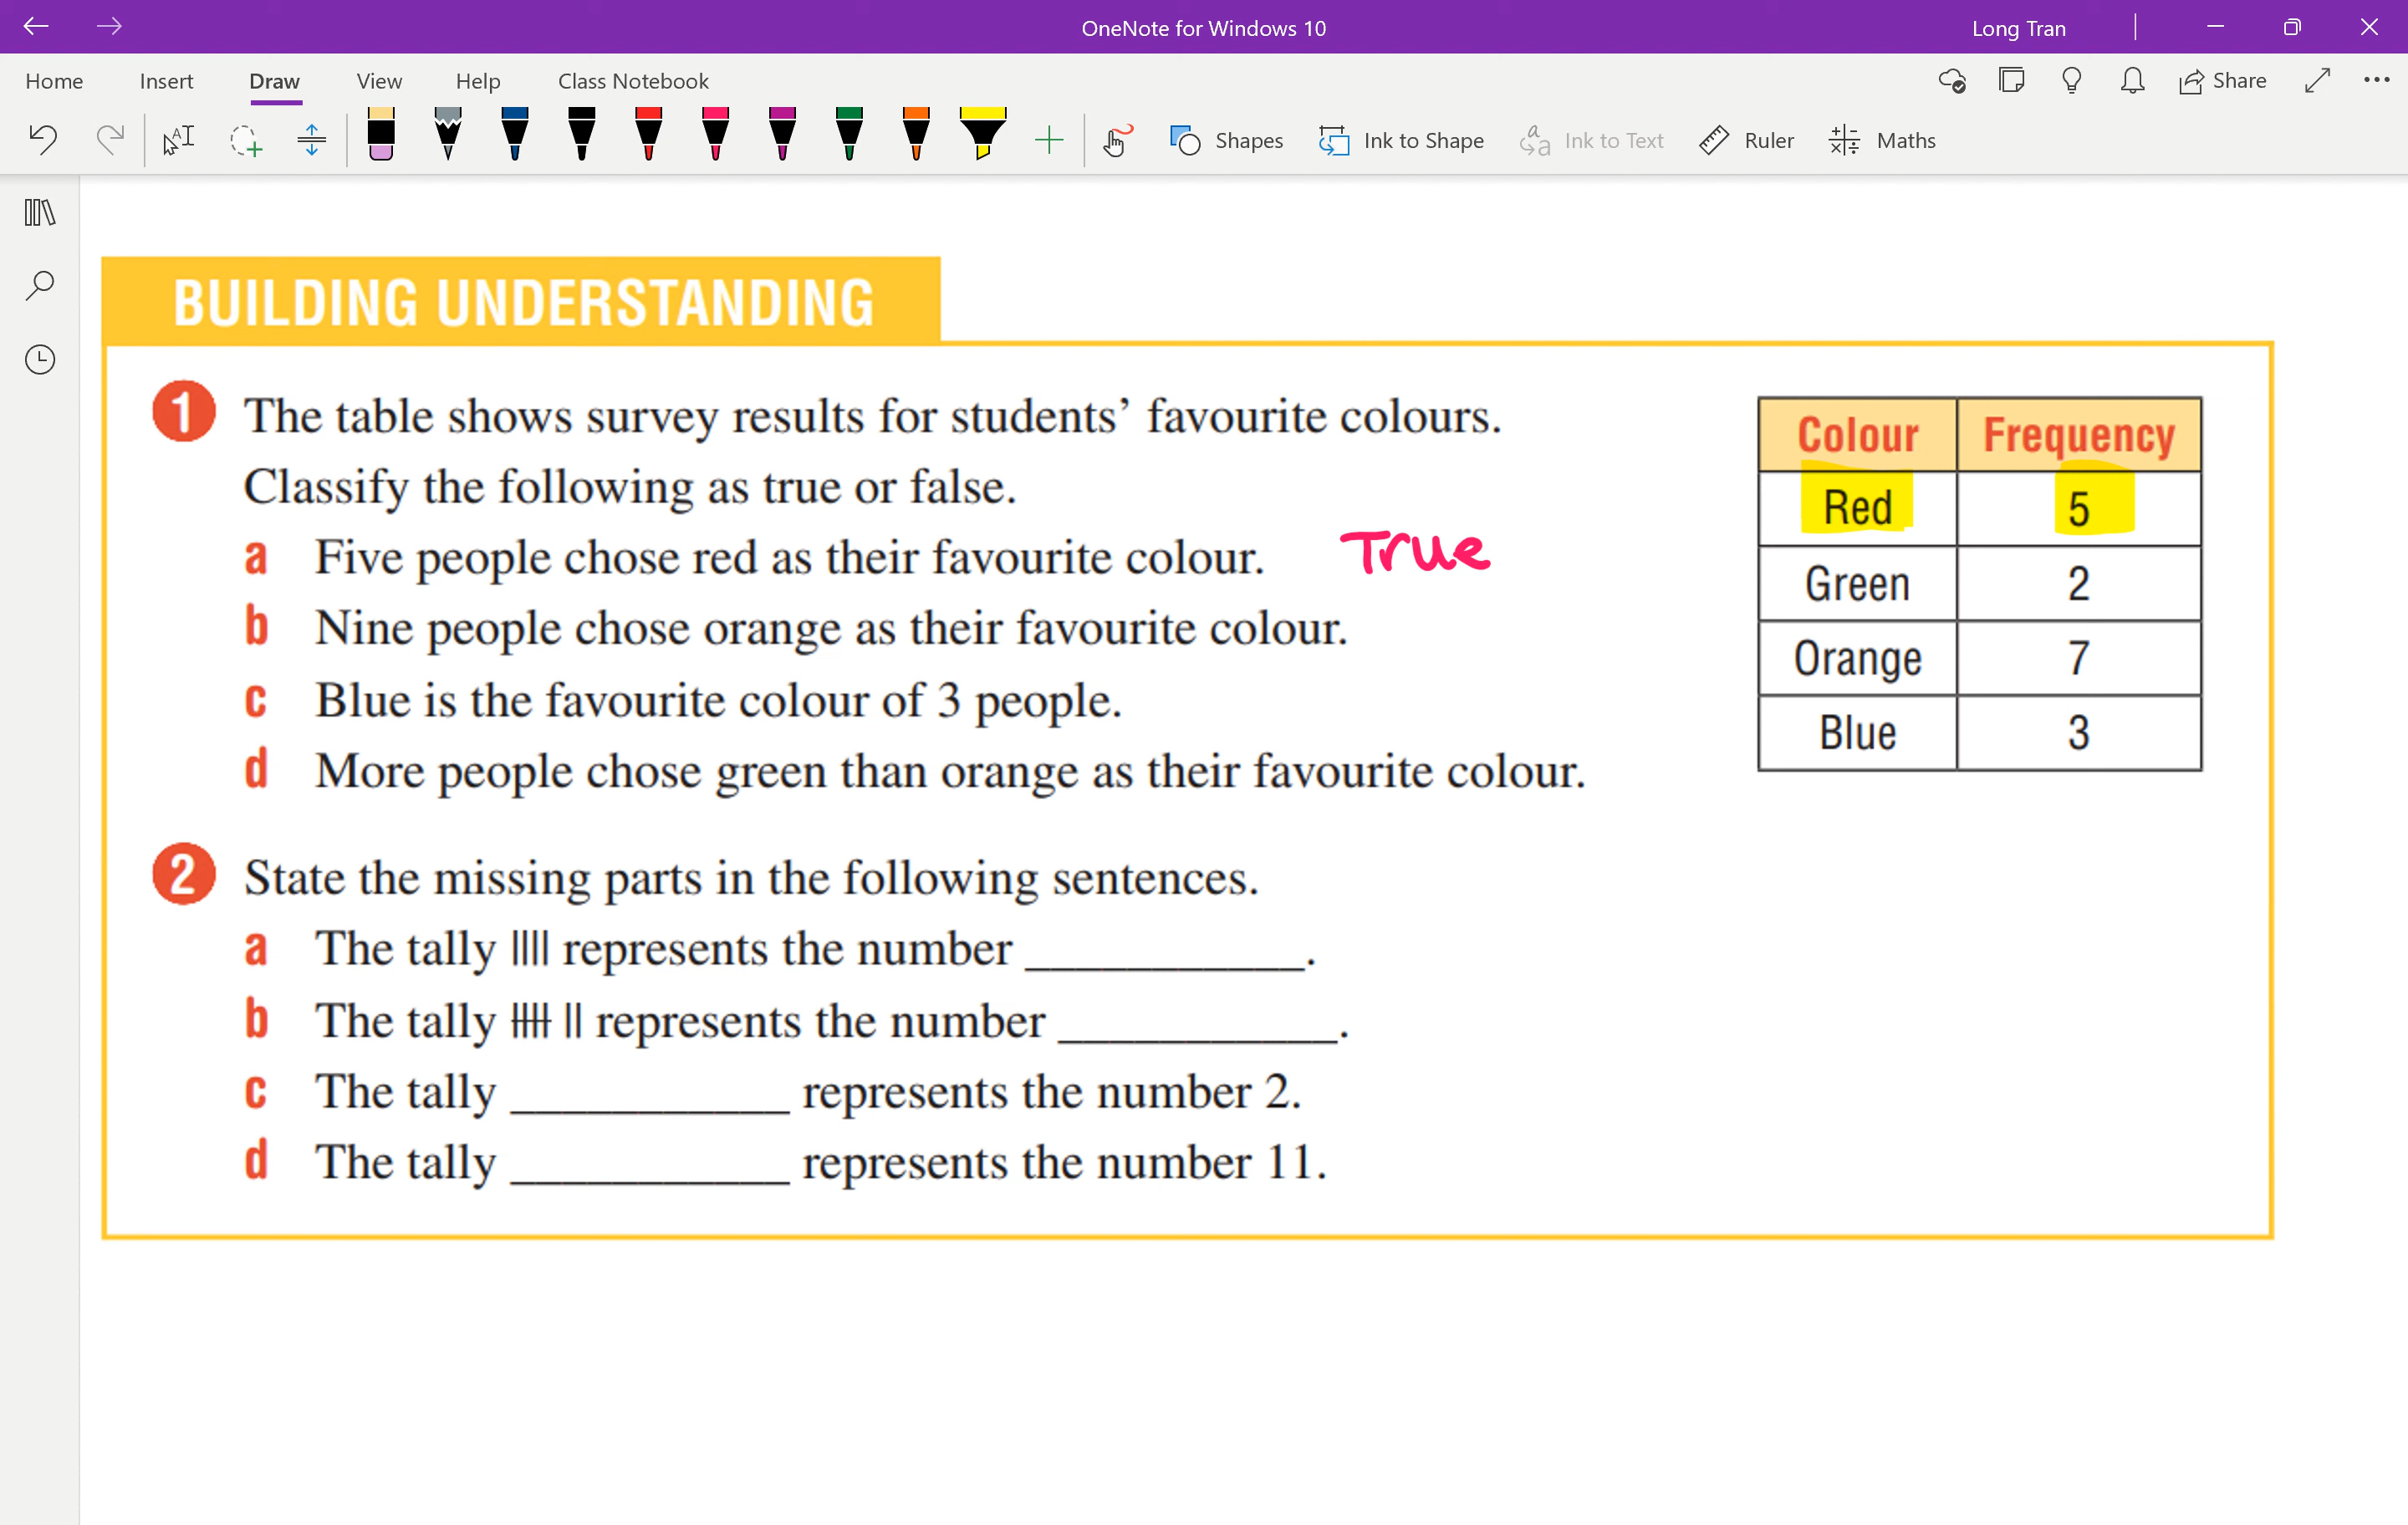 OneNote for Windows 10
Long Tran
Home Insert Draw View Help Class Notebook Share
Shapes Ink to Shape Ink to Text Ruler Maths
BUILDING UNDERSTANDING
1 The table shows survey results for students’ favourite colours.
Classify the following as true or false.
a Five people chose red as their favourite colour. True
b Nine people chose orange as their favourite colour.
c Blue is the favourite colour of 3 people.
d More people chose green than orange as their favourite colour.
Colour Frequency
Red 5
Green 2
Orange 7
Blue 3
2 State the missing parts in the following sentences.
a The tally |||| represents the number ___________.
b The tally 卌 || represents the number ___________.
c The tally ___________ represents the number 2.
d The tally ___________ represents the number 11.